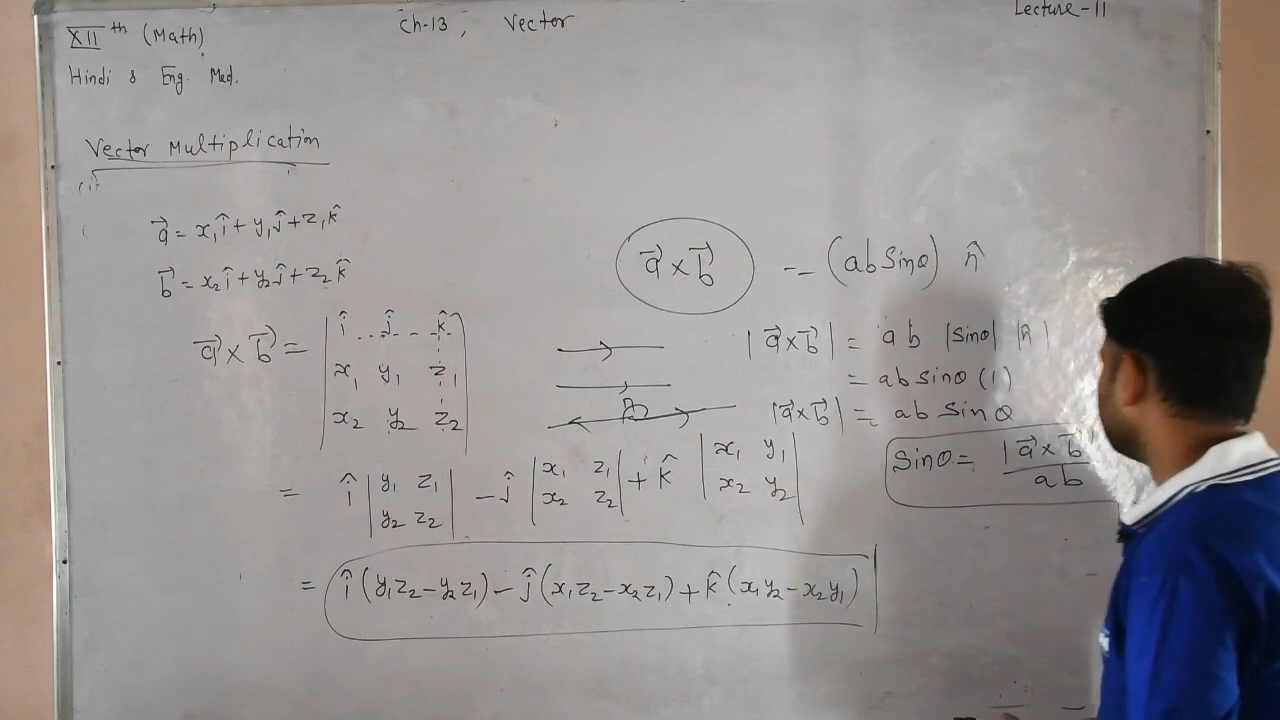 XIIth (Math)
Ch-13, Vector
Lecture-11
Hindi & Eng. Med.
Vector Multiplication
(i)
a⃗ = x₁î + y₁ĵ + z₁k̂
b⃗ = x₂î + y₂ĵ + z₂k̂
a⃗ × b⃗ = | î ĵ k̂ |
| x₁ y₁ z₁ |
| x₂ y₂ z₂ |
= î | y₁ z₁ | - ĵ | x₁ z₁ | + k̂ | x₁ y₁ |
| y₂ z₂ | | x₂ z₂ | | x₂ y₂ |
= î (y₁z₂ - y₂z₁) - ĵ (x₁z₂ - x₂z₁) + k̂ (x₁y₂ - x₂y₁)
a⃗ × b⃗ = (ab Sinθ) n̂
|a⃗ × b⃗| = ab |Sinθ| |n̂|
= ab sinθ (1)
|a⃗ × b⃗| = ab sinθ
Sinθ = |a⃗ × b⃗| / ab